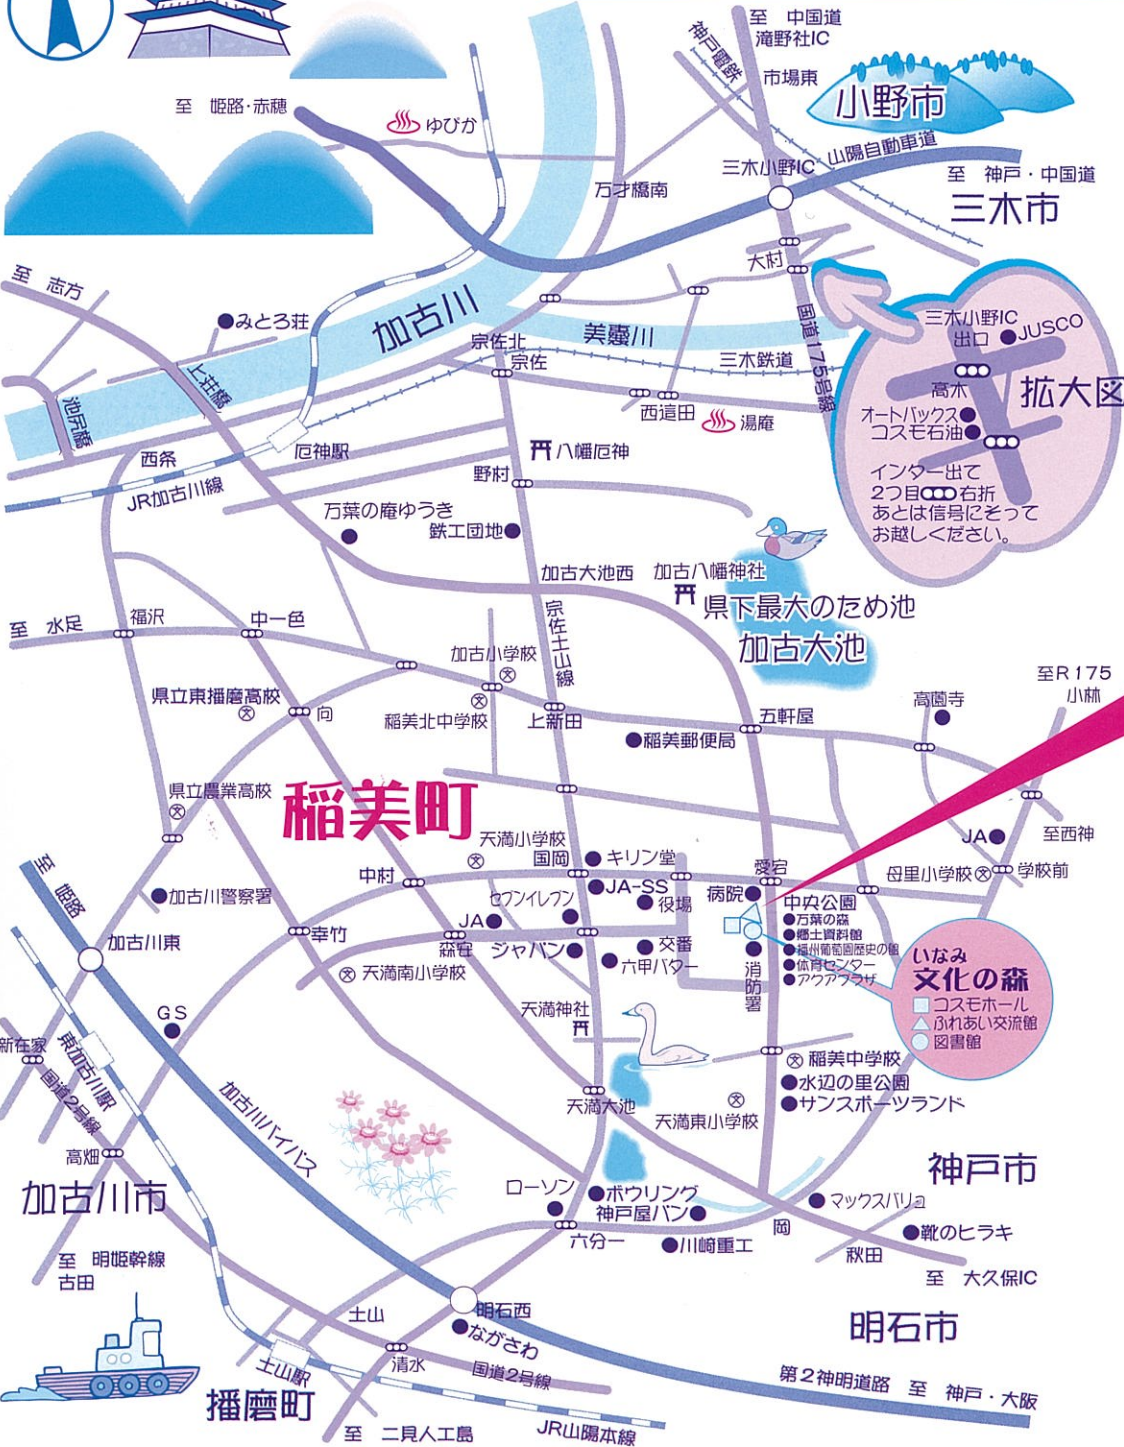 至 中国道
滝野社IC
神戸電鉄
市場東
小野市
至 姫路・赤穂
ゆぴか
山陽自動車道
三木小野IC
至 神戸・中国道
三木市
万才橋南
大村
至 志方
みとろ荘
加古川
美嚢川
国道175号線
三木小野IC
出口
JUSCO
高木
拡大図
オートバックス
コスモ石油
インター出て
2つ目 右折
あとは信号にそって
お越しください。
宗佐北
宗佐
三木鉄道
上荘橋
池尻橋
西這田
湯庵
西条
厄神駅
八幡厄神
JR加古川線
野村
万葉の庵ゆうき
鉄工団地
加古大池西
加古八幡神社
県下最大のため池
加古大池
宗佐土山線
至 水足
福沢
中一色
加古小学校
至R175
小林
県立東播磨高校
向
稲美北中学校
上新田
五軒屋
高薗寺
稲美郵便局
県立農業高校
稲美町
JA
至西神
天満小学校
国岡
キリン堂
愛宕
母里小学校
学校前
中村
JA-SS
病院
中央公園
加古川警察署
セブンイレブン
役場
万葉の森
郷土資料館
播州葡萄園歴史の館
体育センター
アクアプラザ
JA
至 姫路
加古川東
幸竹
森安
ジャパン
交番
六甲バター
消防署
いなみ
文化の森
コスモホール
ふれあい交流館
図書館
天満南小学校
GS
天満神社
新在家
東加古川駅
国道2号線
稲美中学校
水辺の里公園
サンスポーツランド
加古川バイパス
天満大池
天満東小学校
高畑
加古川市
神戸市
ローソン
ボウリング
神戸屋パン
マックスバリュ
岡
靴のヒラキ
六分一
川崎重工
秋田
至 明姫幹線
古田
至 大久保IC
土山
明石西
ながさわ
明石市
土山駅
清水
国道2号線
第2神明道路 至 神戸・大阪
播磨町
至 二見人工島
JR山陽本線